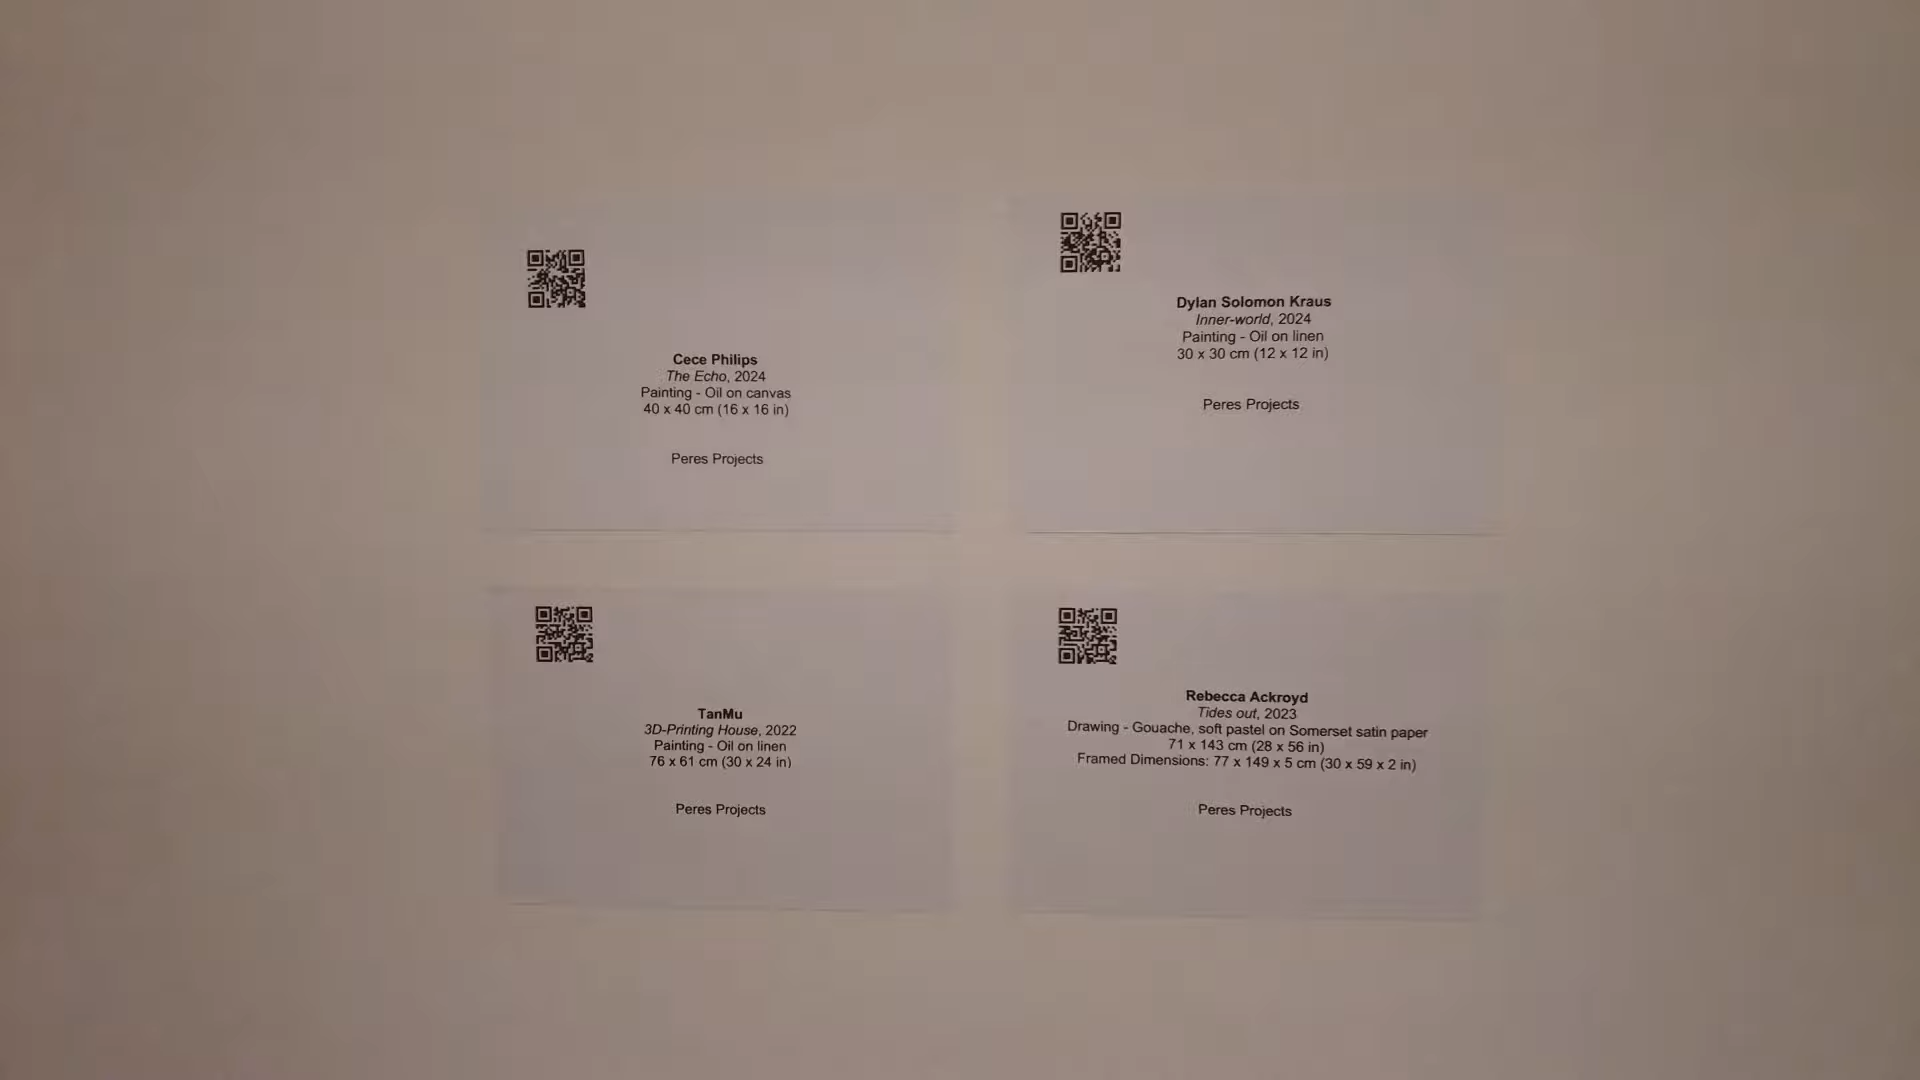 Cece Philips
The Echo, 2024
Painting - Oil on canvas
40 x 40 cm (16 x 16 in)
Peres Projects
Dylan Solomon Kraus
Inner-world, 2024
Painting - Oil on linen
30 x 30 cm (12 x 12 in)
Peres Projects
TanMu
3D-Printing House, 2022
Painting - Oil on linen
76 x 61 cm (30 x 24 in)
Peres Projects
Rebecca Ackroyd
Tides out, 2023
Drawing - Gouache, soft pastel on Somerset satin paper
71 x 143 cm (28 x 56 in)
Framed Dimensions: 77 x 149 x 5 cm (30 x 59 x 2 in)
Peres Projects